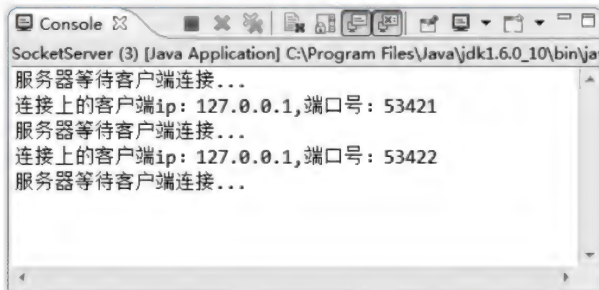 Console
SocketServer (3) [Java Application] C:\Program Files\Java\jdk1.6.0_10\bin\ja
服务器等待客户端连接...
连接上的客户端ip：127.0.0.1,端口号：53421
服务器等待客户端连接...
连接上的客户端ip：127.0.0.1,端口号：53422
服务器等待客户端连接...